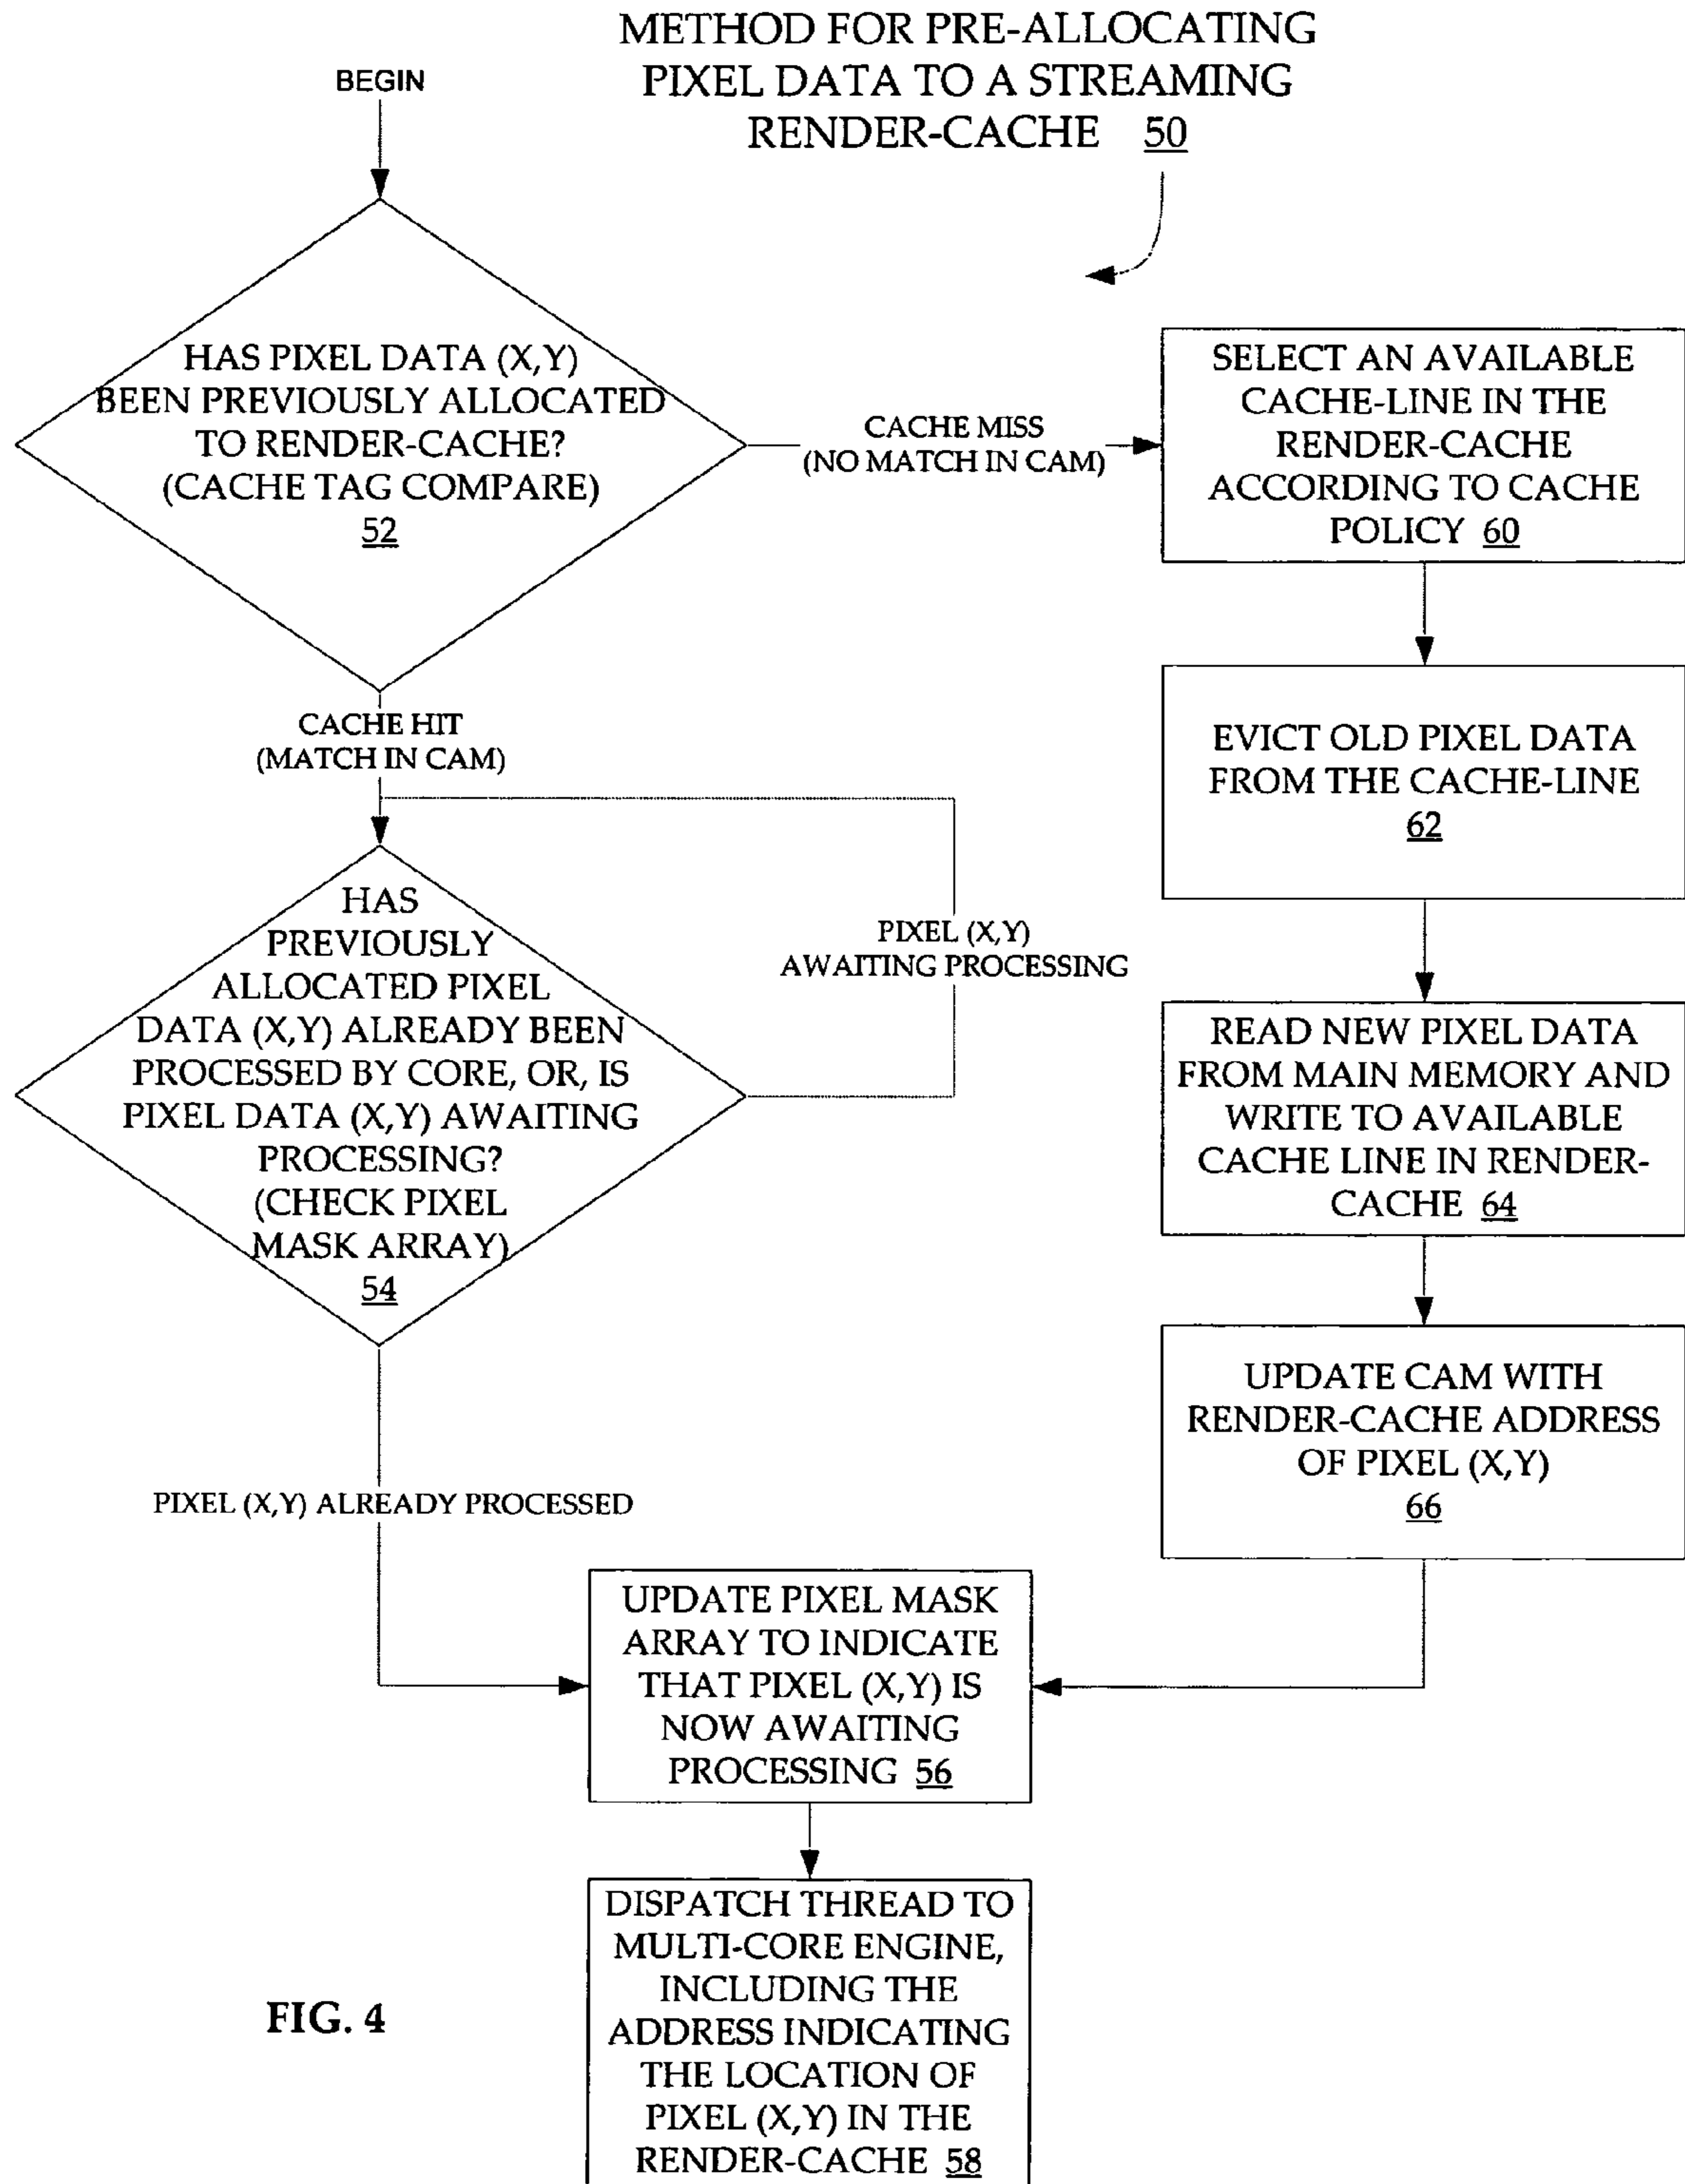 METHOD FOR PRE-ALLOCATING
PIXEL DATA TO A STREAMING
RENDER-CACHE 50
BEGIN
HAS PIXEL DATA (X,Y)
BEEN PREVIOUSLY ALLOCATED
TO RENDER-CACHE?
(CACHE TAG COMPARE)
52
CACHE MISS
(NO MATCH IN CAM)
SELECT AN AVAILABLE
CACHE-LINE IN THE
RENDER-CACHE
ACCORDING TO CACHE
POLICY 60
EVICT OLD PIXEL DATA
FROM THE CACHE-LINE
62
READ NEW PIXEL DATA
FROM MAIN MEMORY AND
WRITE TO AVAILABLE
CACHE LINE IN RENDER-
CACHE 64
UPDATE CAM WITH
RENDER-CACHE ADDRESS
OF PIXEL (X,Y)
66
CACHE HIT
(MATCH IN CAM)
HAS
PREVIOUSLY
ALLOCATED PIXEL
DATA (X,Y) ALREADY BEEN
PROCESSED BY CORE, OR, IS
PIXEL DATA (X,Y) AWAITING
PROCESSING?
(CHECK PIXEL
MASK ARRAY)
54
PIXEL (X,Y)
AWAITING PROCESSING
PIXEL (X,Y) ALREADY PROCESSED
UPDATE PIXEL MASK
ARRAY TO INDICATE
THAT PIXEL (X,Y) IS
NOW AWAITING
PROCESSING 56
DISPATCH THREAD TO
MULTI-CORE ENGINE,
INCLUDING THE
ADDRESS INDICATING
THE LOCATION OF
PIXEL (X,Y) IN THE
RENDER-CACHE 58
FIG. 4